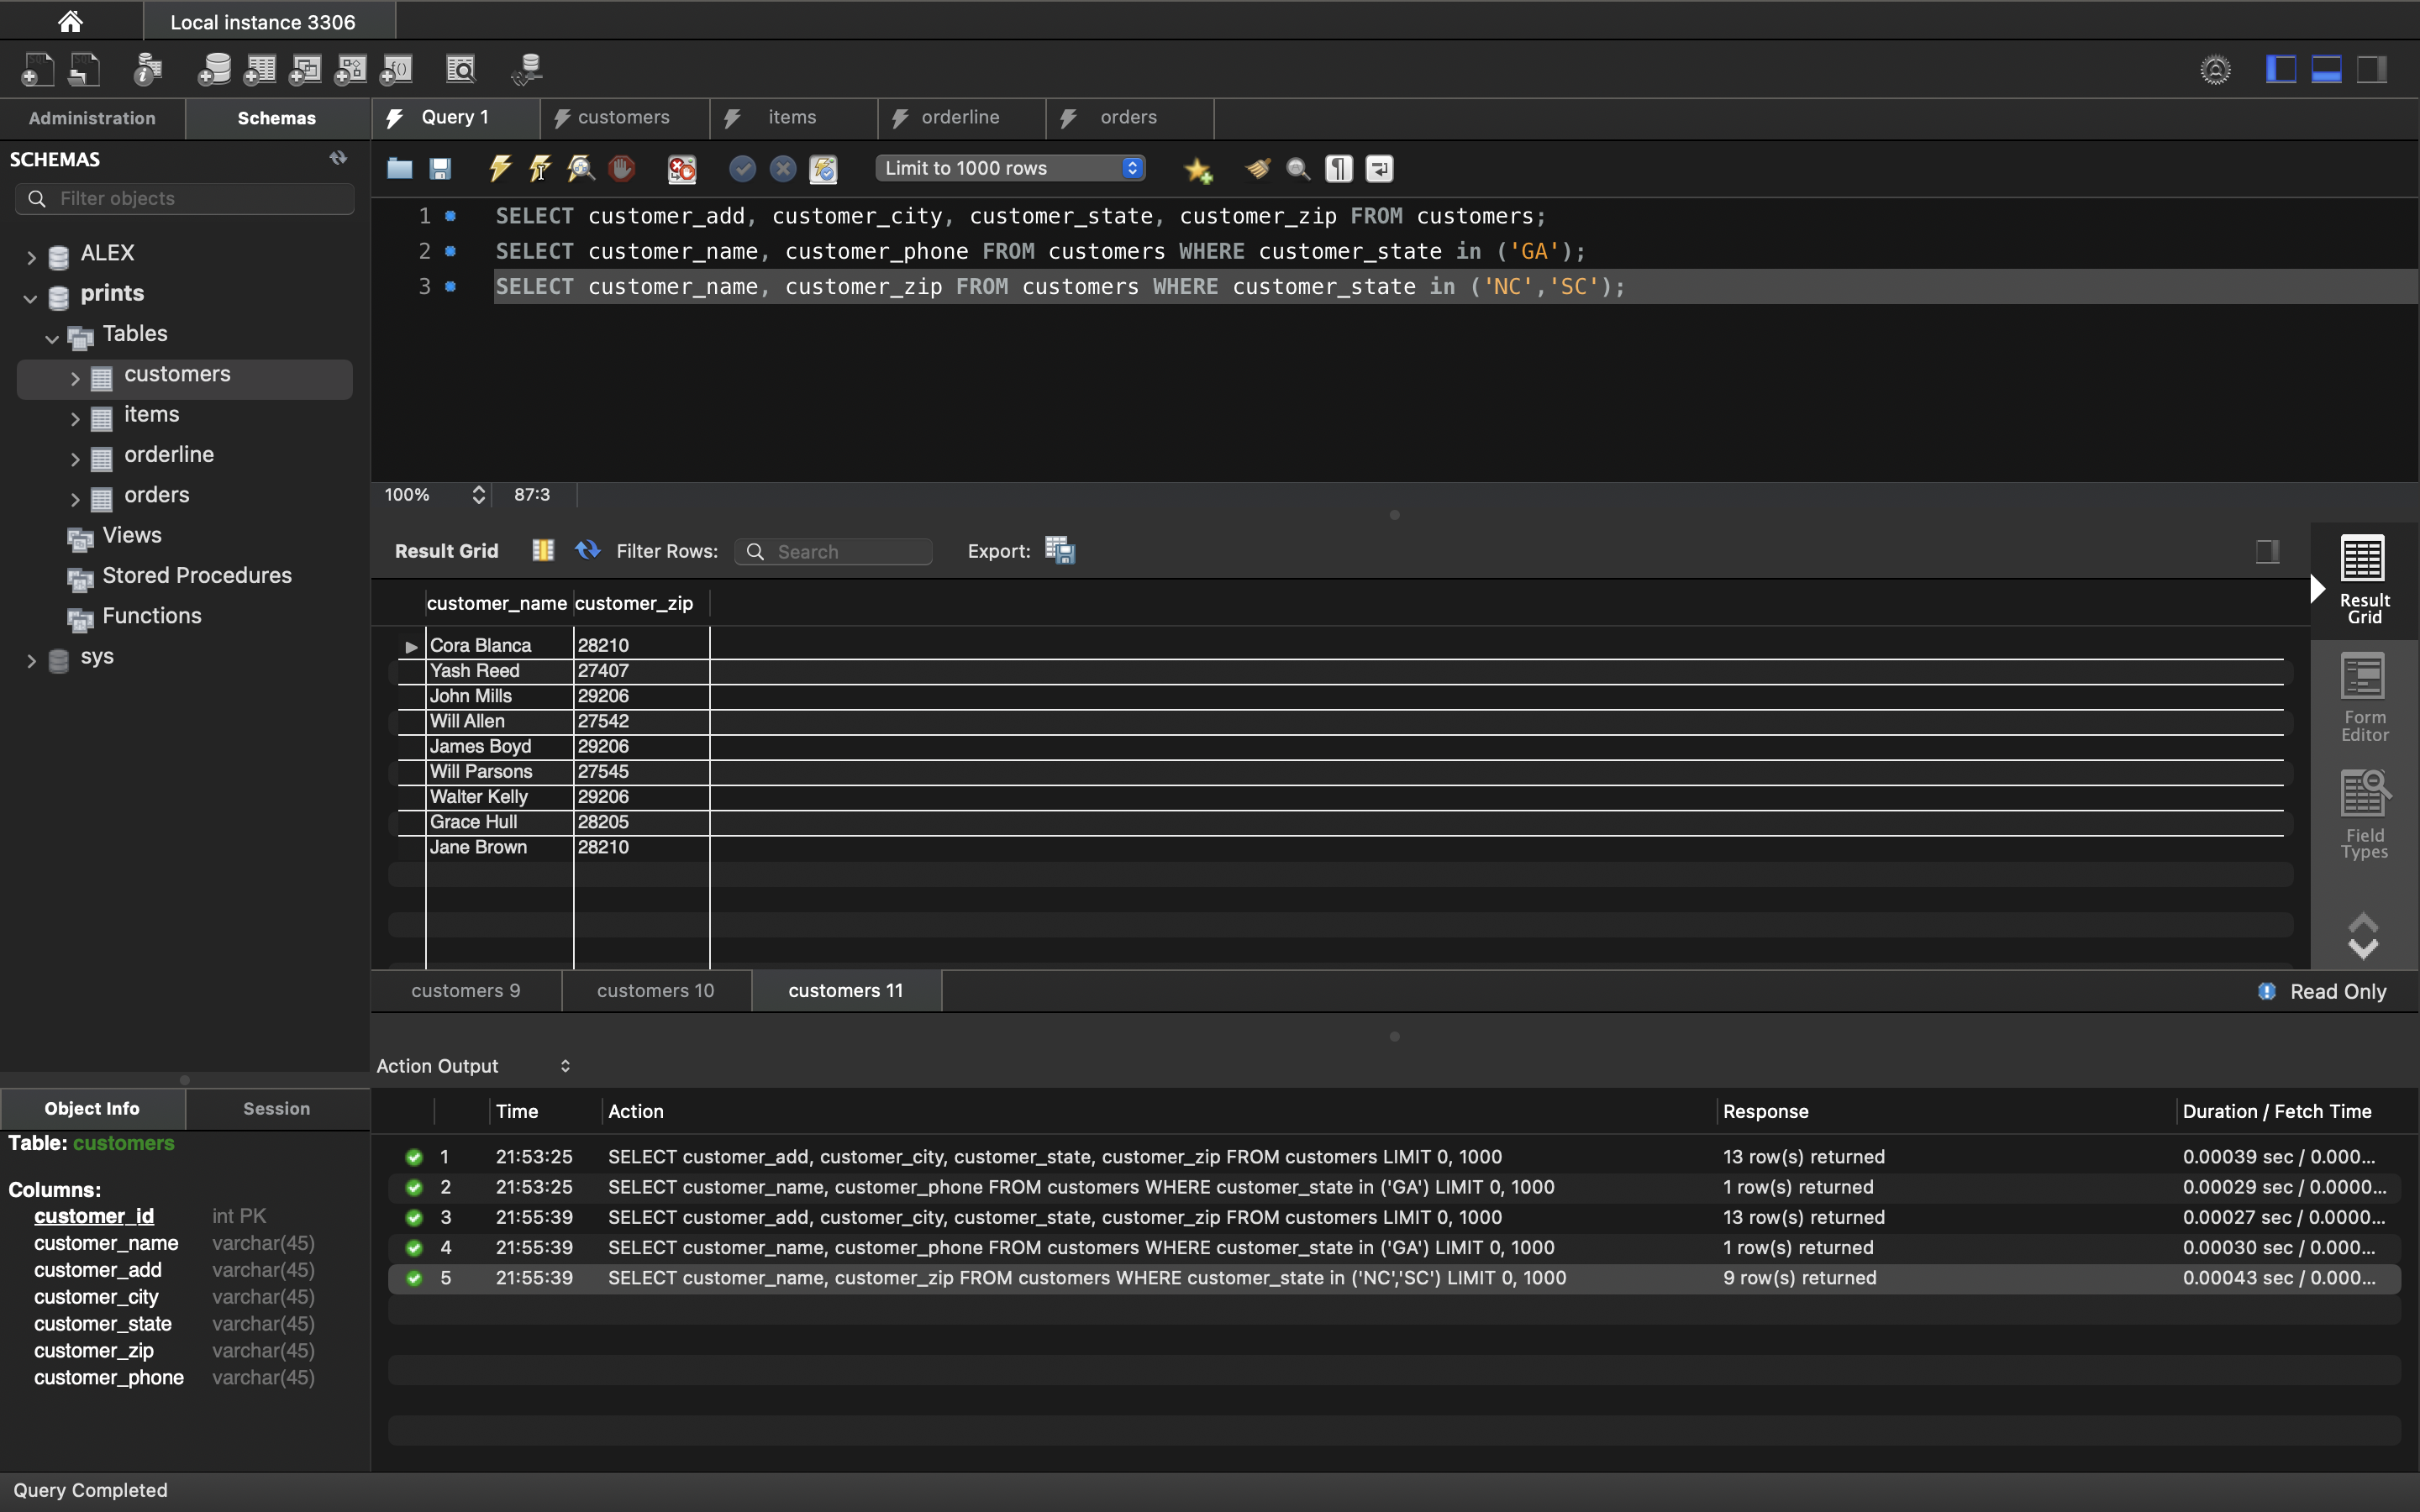 Local instance 3306
Administration Schemas Query 1 customers items orderline orders
SCHEMAS
Filter objects
Limit to 1000 rows
1 SELECT customer_add, customer_city, customer_state, customer_zip FROM customers;
2 SELECT customer_name, customer_phone FROM customers WHERE customer_state in ('GA');
3 SELECT customer_name, customer_zip FROM customers WHERE customer_state in ('NC','SC');
ALEX
prints
Tables
customers
items
orderline
orders
Views
Stored Procedures
Functions
sys
100% 87:3
Result Grid Filter Rows: Search Export:
customer_name customer_zip
Cora Blanca 28210
Yash Reed 27407
John Mills 29206
Will Allen 27542
James Boyd 29206
Will Parsons 27545
Walter Kelly 29206
Grace Hull 28205
Jane Brown 28210
Result
Grid
Form
Editor
Field
Types
customers 9 customers 10 customers 11 Read Only
Action Output
Time Action Response Duration / Fetch Time
1 21:53:25 SELECT customer_add, customer_city, customer_state, customer_zip FROM customers LIMIT 0, 1000 13 row(s) returned 0.00039 sec / 0.000...
2 21:53:25 SELECT customer_name, customer_phone FROM customers WHERE customer_state in ('GA') LIMIT 0, 1000 1 row(s) returned 0.00029 sec / 0.0000...
3 21:55:39 SELECT customer_add, customer_city, customer_state, customer_zip FROM customers LIMIT 0, 1000 13 row(s) returned 0.00027 sec / 0.0000...
4 21:55:39 SELECT customer_name, customer_phone FROM customers WHERE customer_state in ('GA') LIMIT 0, 1000 1 row(s) returned 0.00030 sec / 0.000...
5 21:55:39 SELECT customer_name, customer_zip FROM customers WHERE customer_state in ('NC','SC') LIMIT 0, 1000 9 row(s) returned 0.00043 sec / 0.000...
Object Info Session
Table: customers
Columns:
customer_id int PK
customer_name varchar(45)
customer_add varchar(45)
customer_city varchar(45)
customer_state varchar(45)
customer_zip varchar(45)
customer_phone varchar(45)
Query Completed